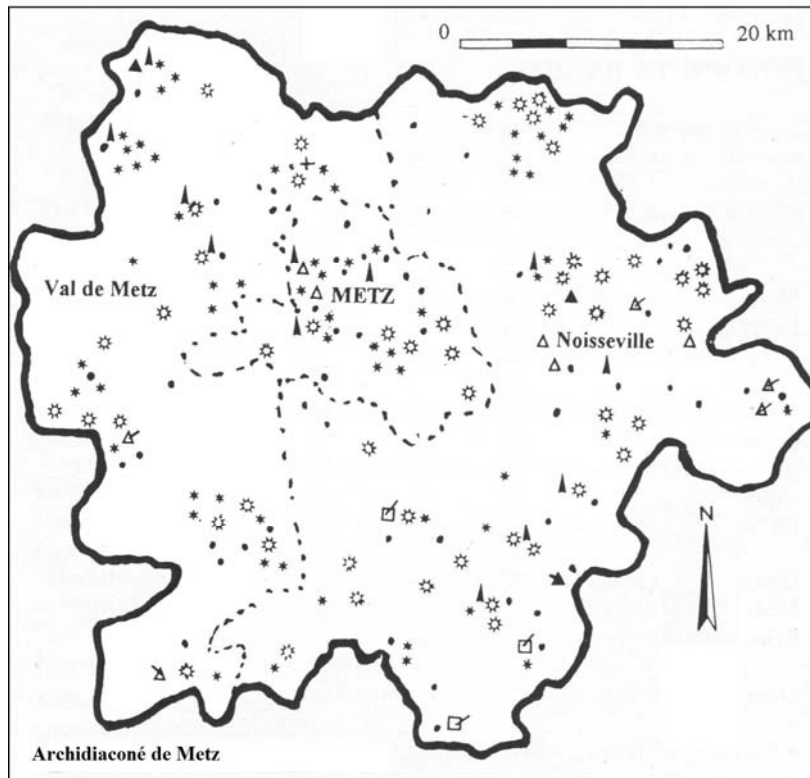 0 20 km
Val de Metz
METZ
Noisseville
N
Archidiaconé de Metz